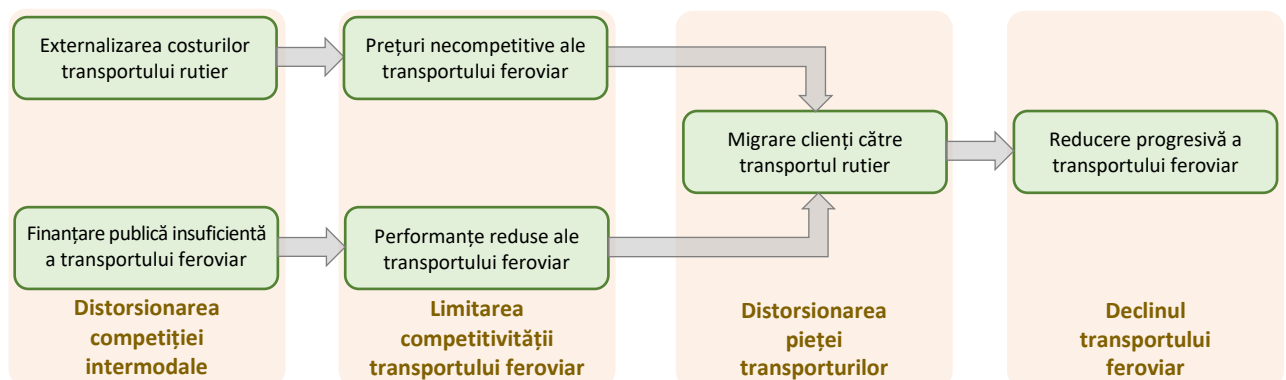 Externalizarea costurilor
transportului rutier
Prețuri necompetitive ale
transportului feroviar
Migrare clienți către
transportul rutier
Reducere progresivă a
transportului feroviar
Finanțare publică insuficientă
a transportului feroviar
Performanțe reduse ale
transportului feroviar
Distorsionarea
competiției
intermodale
Limitarea
competitivității
transportului feroviar
Distorsionarea
pieței
transporturilor
Declinul
transportului
feroviar